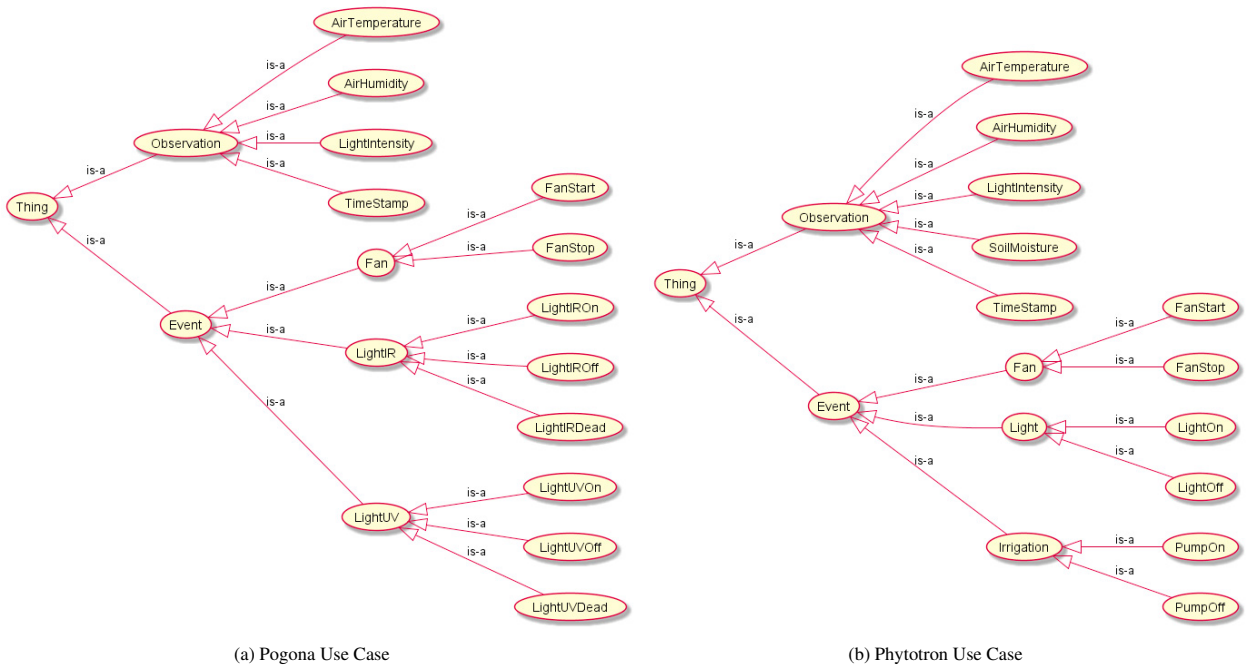 AirTemperature
is-a
AirHumidity
is-a
Observation
is-a
LightIntensity
is-a
is-a
TimeStamp
Thing
is-a
FanStart
is-a
Fan
is-a
FanStop
is-a
Event
is-a
LightIR
is-a
LightIROn
is-a
LightIROff
is-a
LightIRDead
is-a
LightUV
is-a
LightUVOn
is-a
LightUVOff
is-a
LightUVDead
(a) Pogona Use Case
AirTemperature
is-a
AirHumidity
is-a
LightIntensity
is-a
Observation
is-a
SoilMoisture
is-a
is-a
TimeStamp
Thing
is-a
FanStart
is-a
Fan
is-a
FanStop
is-a
Event
is-a
Light
is-a
LightOn
is-a
LightOff
is-a
Irrigation
is-a
PumpOn
is-a
PumpOff
(b) Phytotron Use Case